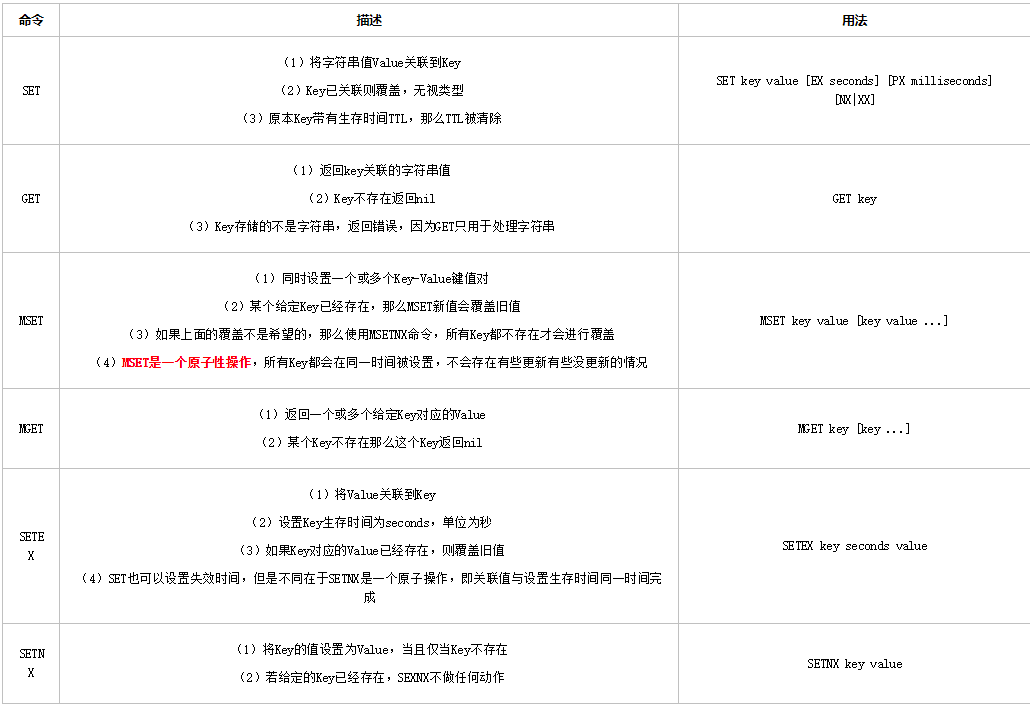 命令 描述 用法
SET
(1)将字符串值Value关联到Key
(2)Key已关联则覆盖,无视类型
(3)原本Key带有生存时间TTL,那么TTL被清除
SET key value [EX seconds] [PX milliseconds]
[NX|XX]
GET
(1)返回key关联的字符串值
(2)Key不存在返回nil
(3)Key存储的不是字符串,返回错误,因为GET只用于处理字符串
GET key
MSET
(1)同时设置一个或多个Key-Value键值对
(2)某个给定Key已经存在,那么MSET新值会覆盖旧值
(3)如果上面的覆盖不是希望的,那么使用MSETNX命令,所有Key都不存在才会进行覆盖
(4)MSET是一个原子性操作,所有Key都会在同一时间被设置,不会存在有些更新有些没更新的情况
MSET key value [key value ...]
MGET
(1)返回一个或多个给定Key对应的Value
(2)某个Key不存在那么这个Key返回nil
MGET key [key ...]
SETE
X
(1)将Value关联到Key
(2)设置Key生存时间为seconds,单位为秒
(3)如果Key对应的Value已经存在,则覆盖旧值
(4)SET也可以设置失效时间,但是不同在于SETNX是一个原子操作,即关联值与设置生存时间同一时间完
成
SETEX key seconds value
SETN
X
(1)将Key的值设置为Value,当且仅当Key不存在
(2)若给定的Key已经存在,SEXNX不做任何动作
SETNX key value